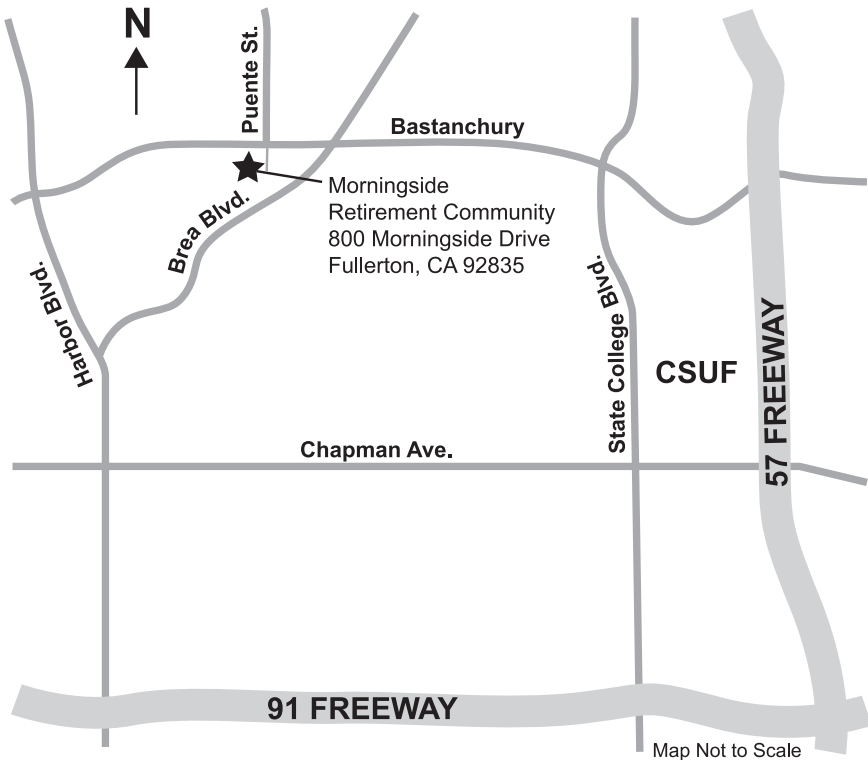 N
Puente St.
Bastanchury
Morningside
Retirement Community
800 Morningside Drive
Fullerton, CA 92835
Brea Blvd.
Harbor Blvd.
State College Blvd.
CSUF
57 FREEWAY
Chapman Ave.
91 FREEWAY
Map Not to Scale